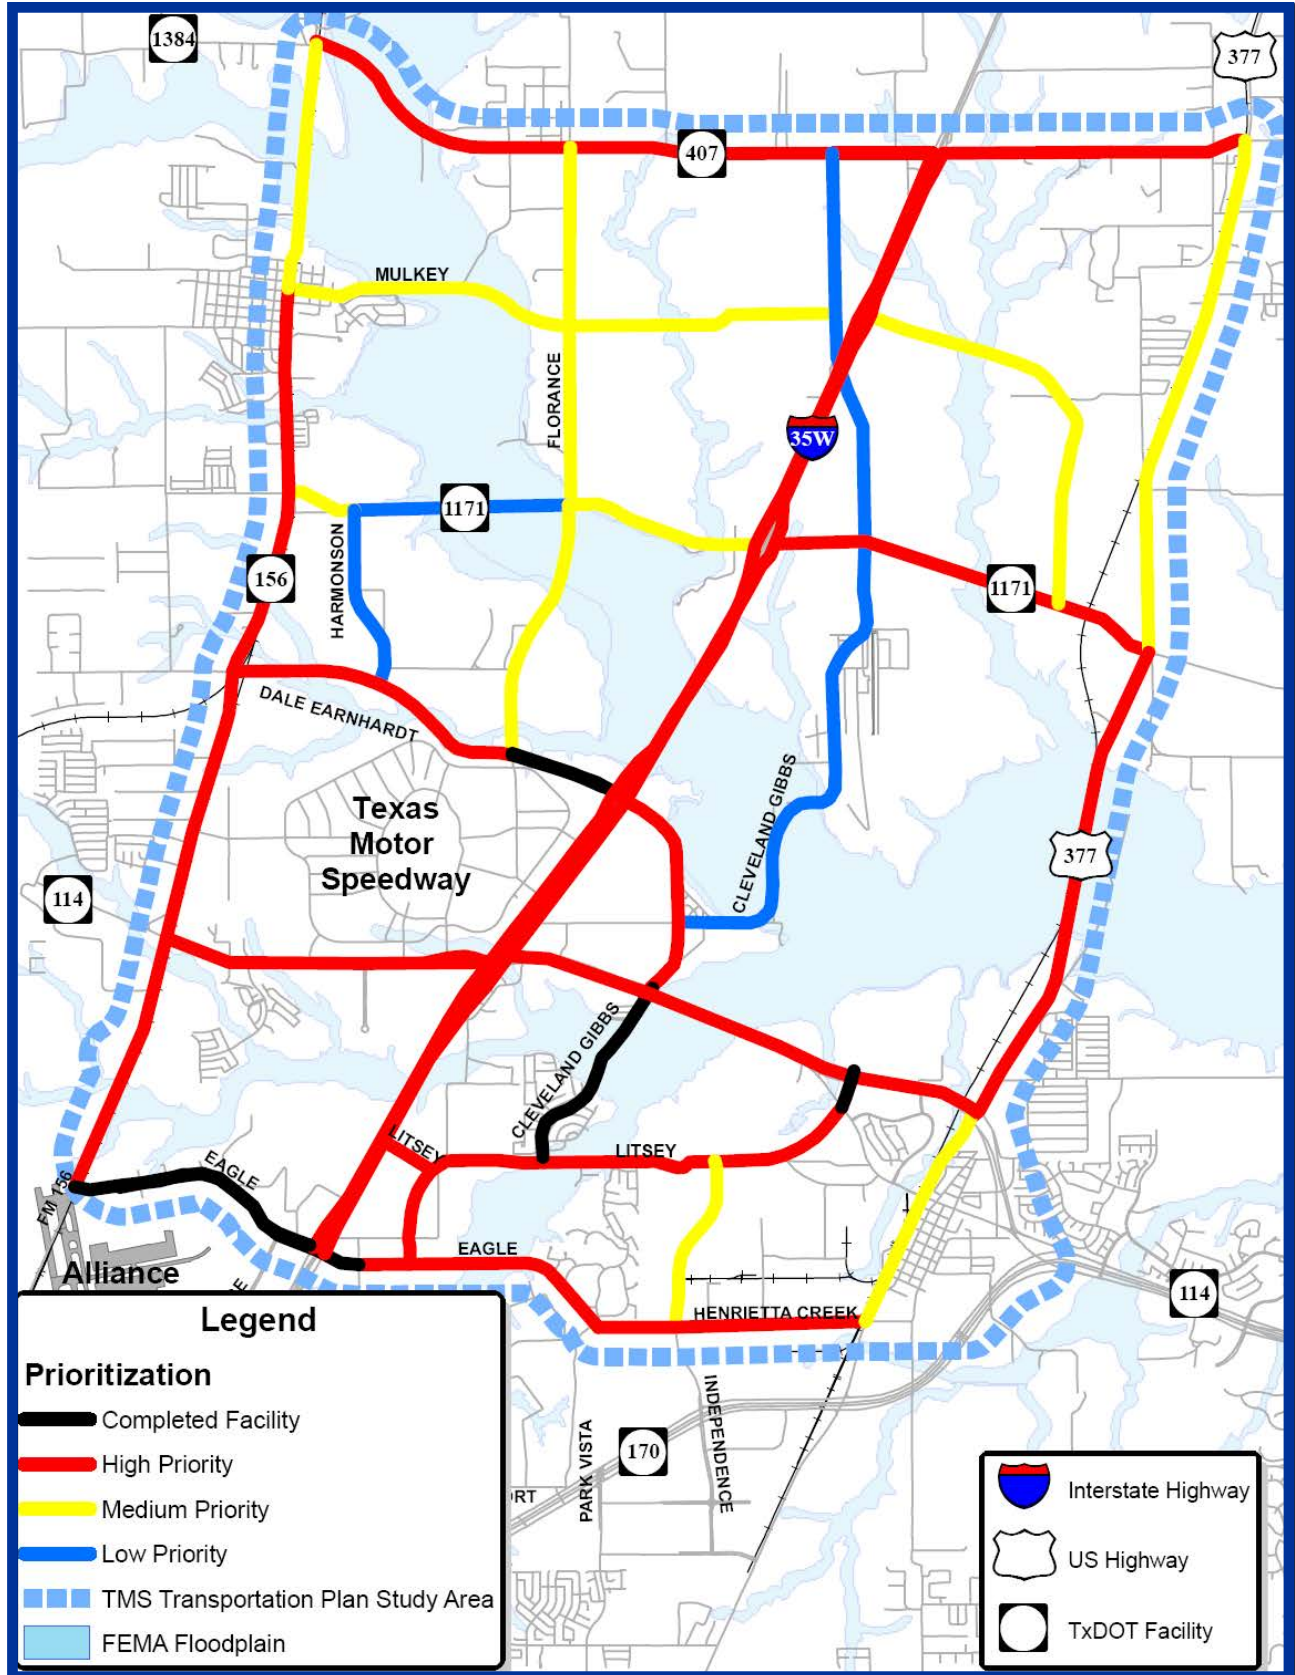 1384
377
407
MULKEY
FLORANCE
35W
1171
HARMONSON
156
1171
DALE EARNHARDT
Texas
Motor
Speedway
CLEVELAND GIBBS
377
114
CLEVELAND GIBBS
LITSEY
LITSEY
EAGLE
FM 156
EAGLE
Alliance
HENRIETTA CREEK
114
INDEPENDENCE
PARK VISTA
170
ORT
Legend
Prioritization
Completed Facility
High Priority
Medium Priority
Low Priority
TMS Transportation Plan Study Area
FEMA Floodplain
Interstate Highway
US Highway
TxDOT Facility